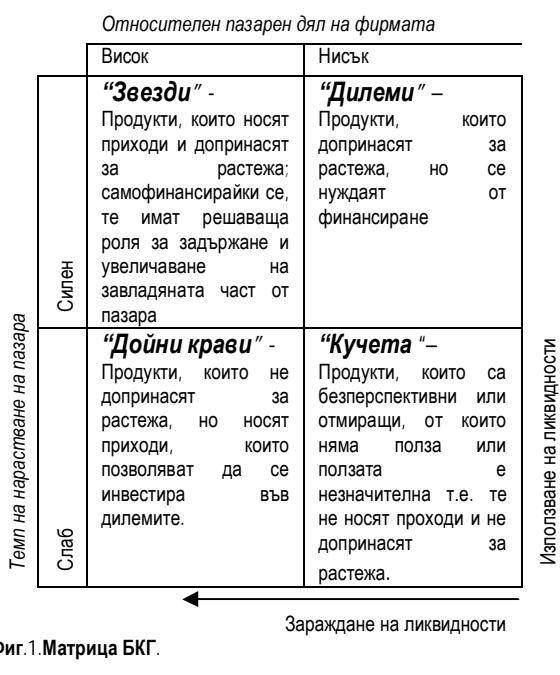 Относителен пазарен дял на фирмата
Висок
Нисък
Темп на нарастване на пазара
Силен
“Звезди” -
Продукти, които носят
приходи и допринасят
за растежа;
самофинансирайки се,
те имат решаваща
роля за задържане и
увеличаване на
завладяната част от
пазара
“Дилеми” –
Продукти, които
допринасят за
растежа, но се
нуждаят от
финансиране
Слаб
“Дойни крави” -
Продукти, които не
допринасят за
растежа, но носят
приходи, които
позволяват да се
инвестира във
дилемите.
“Кучета “–
Продукти, които са
безперспективни или
отмиращи, от които
няма полза или
ползата е
незначителна т.е. те
не носят проходи и не
допринасят за
растежа.
Използване на ликвидности
Зараждане на ликвидности
Фиг.1.Матрица БКГ.